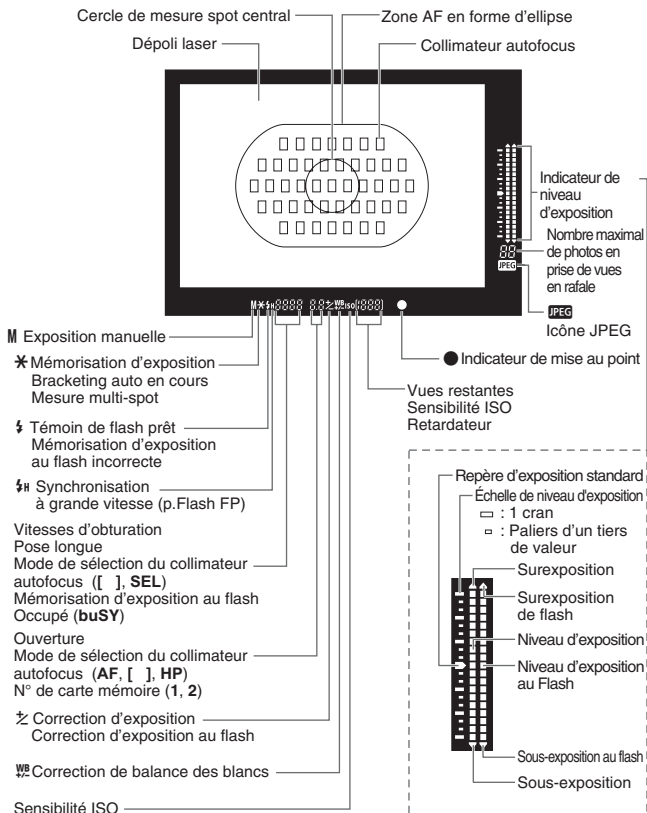 Cercle de mesure spot central
Zone AF en forme d'ellipse
Dépoli laser
Collimateur autofocus
Indicateur de
niveau
d'exposition
Nombre maximal
de photos en
prise de vues
en rafale
JPEG
JPEG
Icône JPEG
M Exposition manuelle
Indicateur de mise au point
Mémorisation d'exposition
Bracketing auto en cours
Mesure multi-spot
Vues restantes
Sensibilité ISO
Retardateur
Témoin de flash prêt
Mémorisation d'exposition
au flash incorrecte
H Synchronisation
à grande vitesse (p.Flash FP)
Vitesses d'obturation
Pose longue
Mode de sélection du collimateur
autofocus ([ ], SEL)
Mémorisation d'exposition au flash
Occupé (buSY)
Ouverture
Mode de sélection du collimateur
autofocus (AF, [ ], HP)
N° de carte mémoire (1, 2)
Correction d'exposition
Correction d'exposition au flash
WB Correction de balance des blancs
Sensibilité ISO
Repère d'exposition standard
Échelle de niveau d'exposition
: 1 cran
: Paliers d'un tiers
de valeur
Surexposition
Surexposition
de flash
Niveau d'exposition
Niveau d'exposition
au Flash
Sous-exposition au flash
Sous-exposition